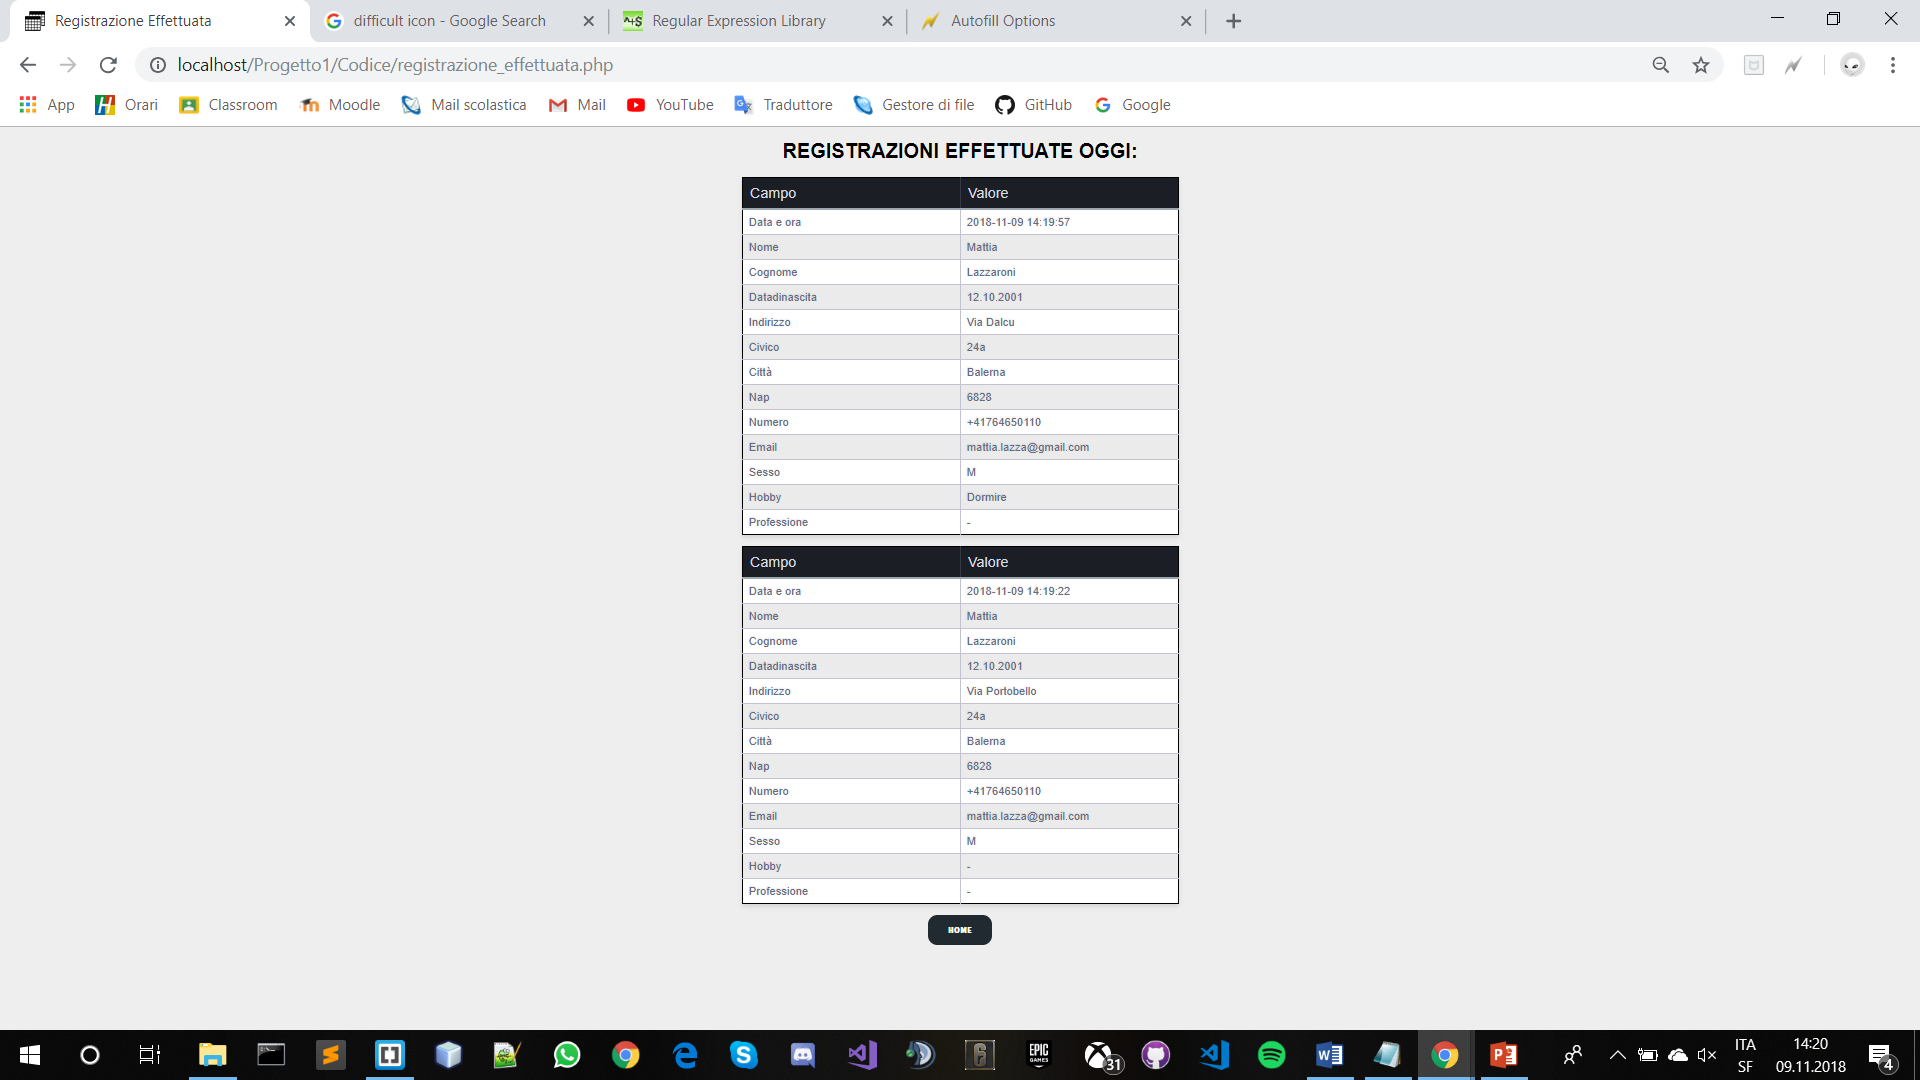 Registrazione Effettuata
difficult icon - Google Search
Regular Expression Library
Autofill Options
localhost/Progetto1/Codice/registrazione_effettuata.php
App Orari Classroom Moodle Mail scolastica Mail YouTube Traduttore Gestore di file GitHub Google
REGISTRAZIONI EFFETTUATE OGGI:
Campo Valore
Data e ora 2018-11-09 14:19:57
Nome Mattia
Cognome Lazzaroni
Datadinascita 12.10.2001
Indirizzo Via Dalcu
Civico 24a
Città Balerna
Nap 6828
Numero +41764650110
Email mattia.lazza@gmail.com
Sesso M
Hobby Dormire
Professione -
Campo Valore
Data e ora 2018-11-09 14:19:22
Nome Mattia
Cognome Lazzaroni
Datadinascita 12.10.2001
Indirizzo Via Portobello
Civico 24a
Città Balerna
Nap 6828
Numero +41764650110
Email mattia.lazza@gmail.com
Sesso M
Hobby -
Professione -
HOME
EPIC GAMES
31
ITA 14:20
SF 09.11.2018
4